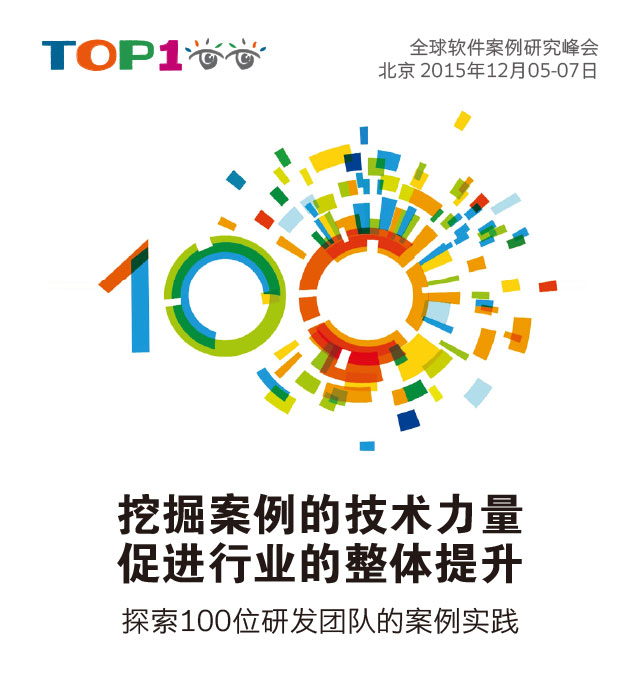 TOP100
全球软件案例研究峰会
北京 2015年12月05-07日
100
挖掘案例的技术力量
促进行业的整体提升
探索100位研发团队的案例实践